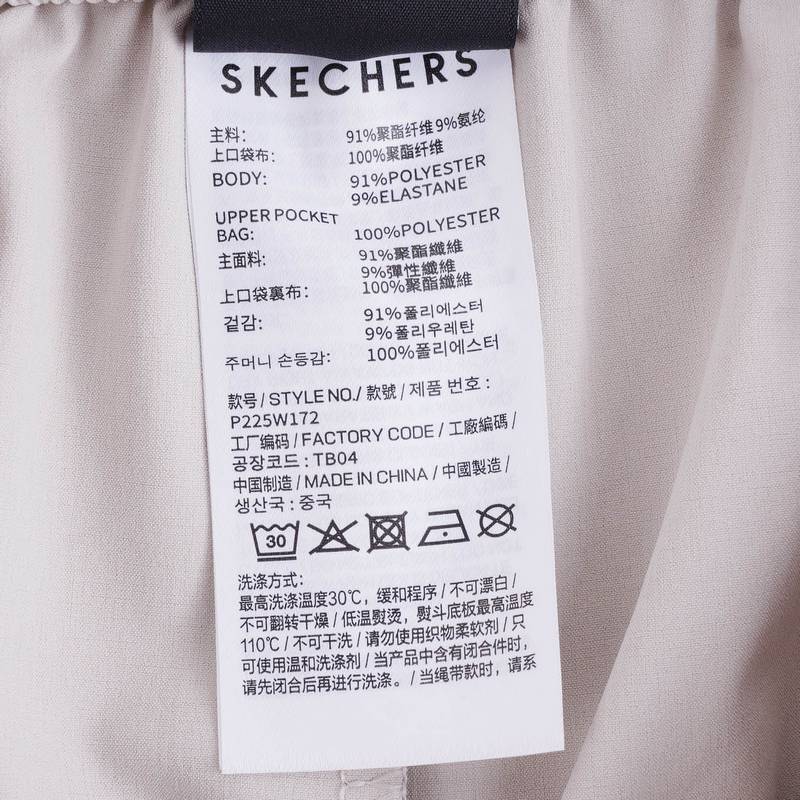 SKECHERS
主料: 91%聚酯纤维 9%氨纶
上口袋布: 100%聚酯纤维
BODY: 91%POLYESTER
9%ELASTANE
UPPER POCKET
BAG: 100%POLYESTER
主面料: 91%聚酯纖維
9%彈性纖維
上口袋裏布: 100%聚酯纖維
겉감: 91%폴리에스터
9%폴리우레탄
주머니 손등감: 100%폴리에스터
款号 / STYLE NO./ 款號 / 제품 번호 :
P225W172
工厂编码 / FACTORY CODE / 工廠編碼 /
공장코드 : TB04
中国制造 / MADE IN CHINA / 中國製造 /
생산국 : 중국
30
洗涤方式:
最高洗涤温度30℃，缓和程序 / 不可漂白 /
不可翻转干燥 / 低温熨烫，熨斗底板最高温度
110℃ / 不可干洗 / 请勿使用织物柔软剂 / 只
可使用温和洗涤剂 / 当产品中含有闭合件时，
请先闭合后再进行洗涤。 / 当绳带款时，请系